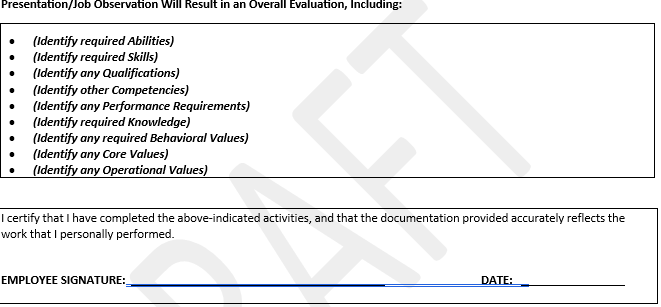 Presentation/Job Observation Will Result in an Overall Evaluation, Including:
• (Identify required Abilities)
• (Identify required Skills)
• (Identify any Qualifications)
• (Identify other Competencies)
• (Identify any Performance Requirements)
• (Identify required Knowledge)
• (Identify any required Behavioral Values)
• (Identify any Core Values)
• (Identify any Operational Values)
I certify that I have completed the above-indicated activities, and that the documentation provided accurately reflects the
work that I personally performed.
EMPLOYEE SIGNATURE: DATE:
DRAFT